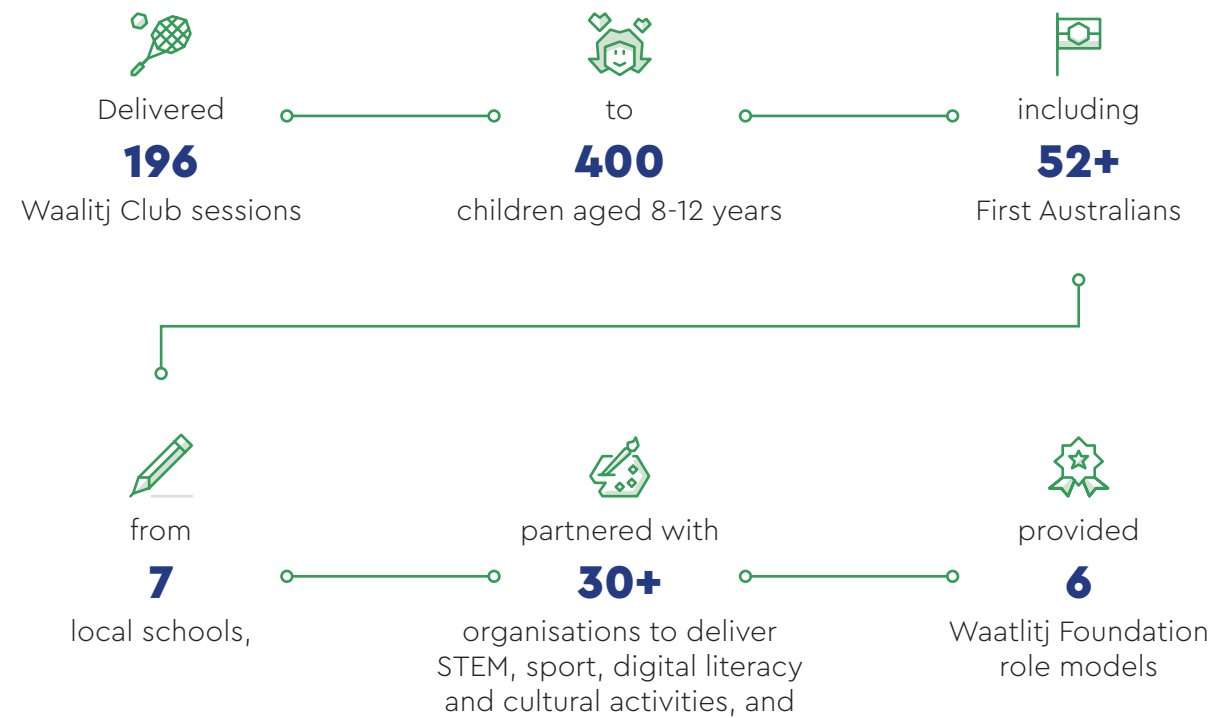 Delivered
196
Waalitj Club sessions
to
400
children aged 8-12 years
including
52+
First Australians
from
7
local schools,
partnered with
30+
organisations to deliver
STEM, sport, digital literacy
and cultural activities, and
provided
6
Waatlitj Foundation
role models